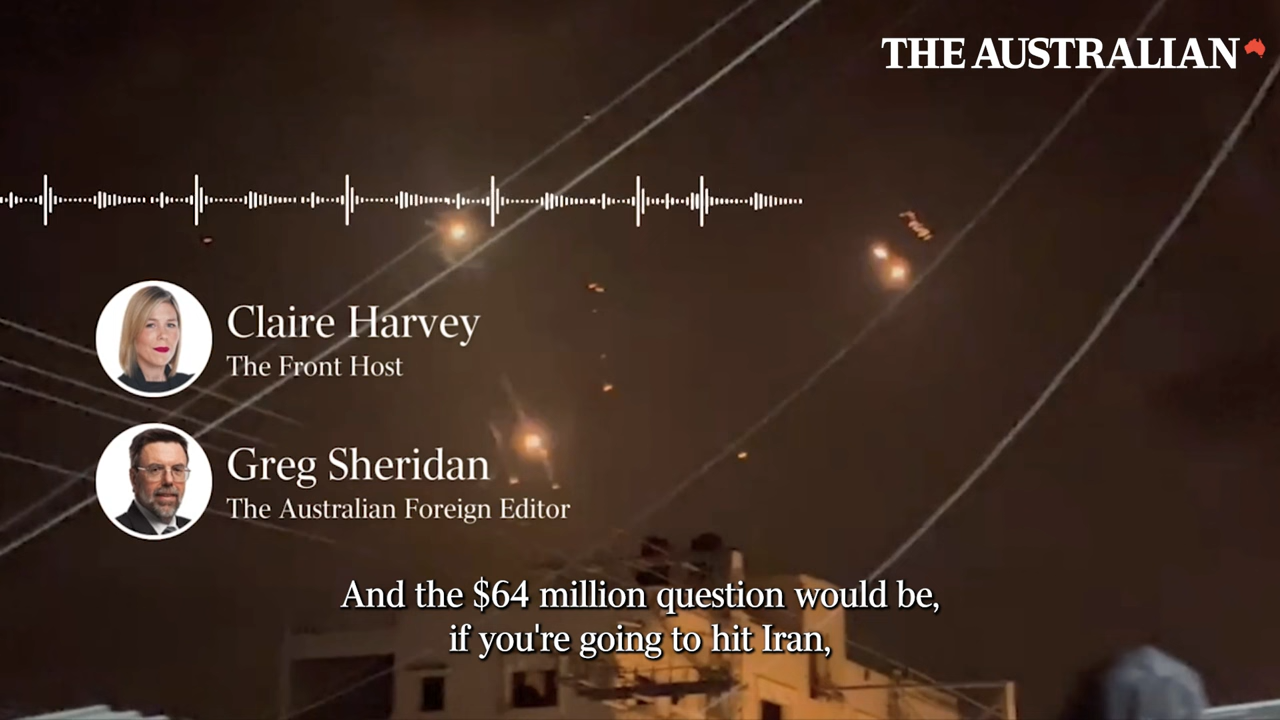 THE AUSTRALIAN
Claire Harvey
The Front Host
Greg Sheridan
The Australian Foreign Editor
And the $64 million question would be,
if you're going to hit Iran,